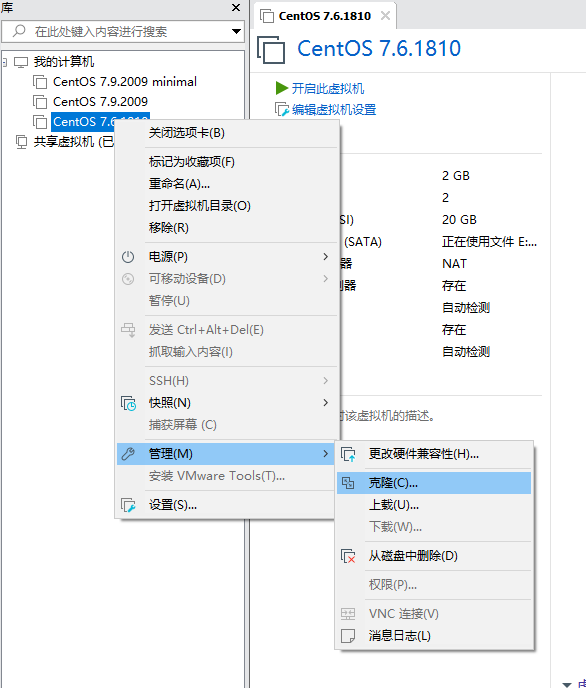 库
在此处键入内容进行搜索
我的计算机
CentOS 7.9.2009 minimal
CentOS 7.9.2009
CentOS 7.6.1810
共享虚拟机 (已
关闭选项卡(B)
标记为收藏项(F)
重命名(A)...
打开虚拟机目录(O)
移除(R)
电源(P)
可移动设备(D)
暂停(U)
发送 Ctrl+Alt+Del(E)
抓取输入内容(I)
SSH(H)
快照(N)
捕获屏幕 (C)
管理(M)
安装 VMware Tools(T)...
设置(S)...
CentOS 7.6.1810
CentOS 7.6.1810
开启此虚拟机
编辑虚拟机设置
2 GB
2
SI) 20 GB
(SATA) 正在使用文件 E:...
器 NAT
制器 存在
自动检测
存在
自动检测
对该虚拟机的描述。
更改硬件兼容性(H)...
克隆(C)...
上载(U)...
下载(W)...
从磁盘中删除(D)
权限(P)...
VNC 连接(V)
消息日志(L)